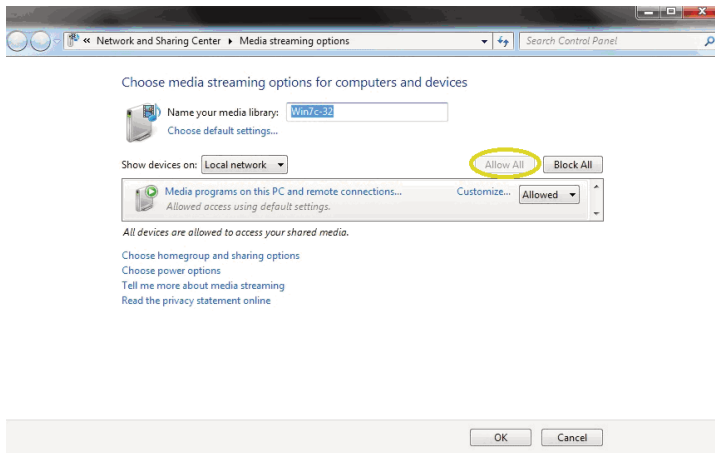 « Network and Sharing Center ▸ Media streaming options
Search Control Panel
Choose media streaming options for computers and devices
Name your media library: Win7c-32
Choose default settings...
Show devices on: Local network Allow All Block All
Media programs on this PC and remote connections... Customize... Allowed
Allowed access using default settings.
All devices are allowed to access your shared media.
Choose homegroup and sharing options
Choose power options
Tell me more about media streaming
Read the privacy statement online
OK Cancel